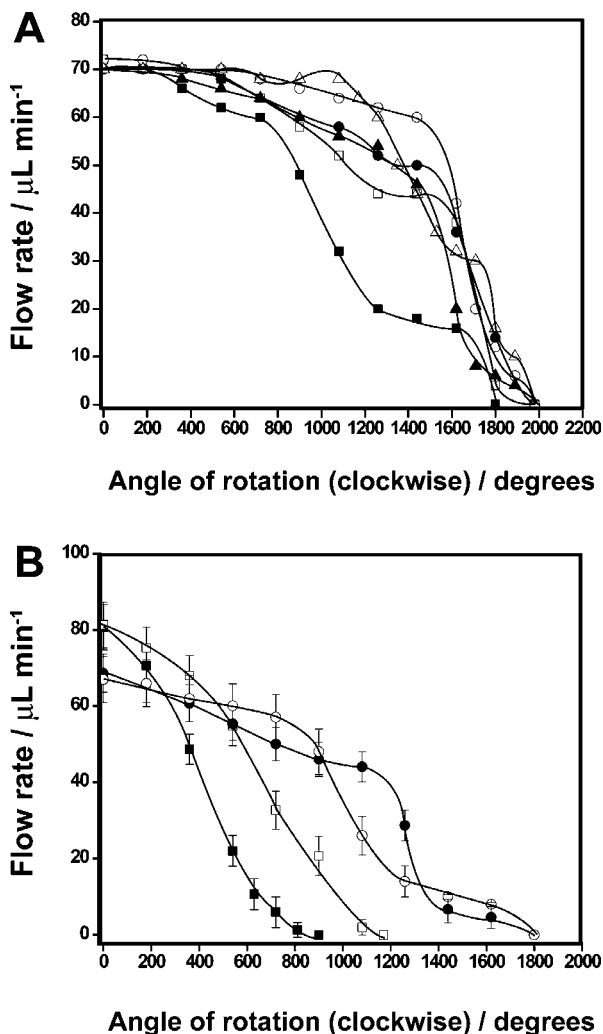 A
80
70
60
50
40
30
20
10
0
Flow rate / μL min⁻¹
0 200 400 600 800 1000 1200 1400 1600 1800 2000 2200
Angle of rotation (clockwise) / degrees
B
100
80
60
40
20
0
Flow rate / μL min⁻¹
0 200 400 600 800 1000 1200 1400 1600 1800 2000
Angle of rotation (clockwise) / degrees